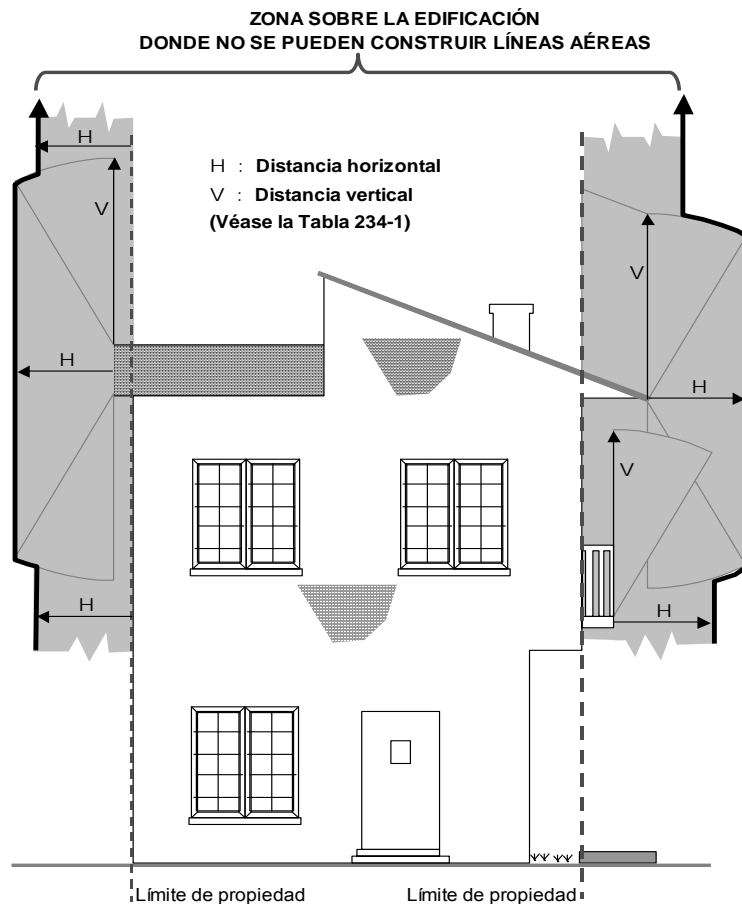 ZONA SOBRE LA EDIFICACIÓN
DONDE NO SE PUEDEN CONSTRUIR LÍNEAS AÉREAS
H
H : Distancia horizontal
V : Distancia vertical
(Véase la Tabla 234-1)
V
V
H
H
V
H
H
Límite de propiedad
Límite de propiedad